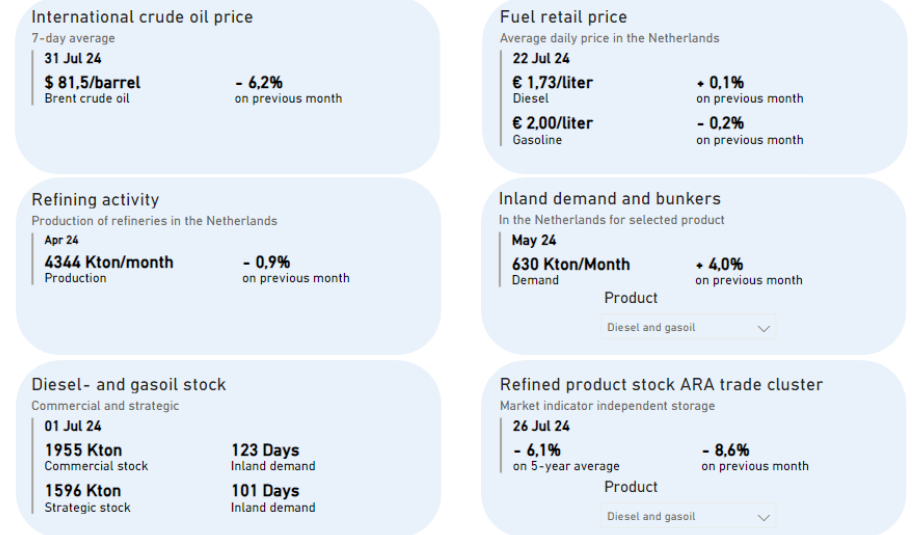 International crude oil price
7-day average
31 Jul 24
$ 81,5/barrel - 6,2%
Brent crude oil on previous month
Fuel retail price
Average daily price in the Netherlands
22 Jul 24
€ 1,73/liter + 0,1%
Diesel on previous month
€ 2,00/liter - 0,2%
Gasoline on previous month
Refining activity
Production of refineries in the Netherlands
Apr 24
4344 Kton/month - 0,9%
Production on previous month
Inland demand and bunkers
In the Netherlands for selected product
May 24
630 Kton/Month + 4,0%
Demand on previous month
Product
Diesel and gasoil
Diesel- and gasoil stock
Commercial and strategic
01 Jul 24
1955 Kton 123 Days
Commercial stock Inland demand
1596 Kton 101 Days
Strategic stock Inland demand
Refined product stock ARA trade cluster
Market indicator independent storage
26 Jul 24
- 6,1% - 8,6%
on 5-year average on previous month
Product
Diesel and gasoil